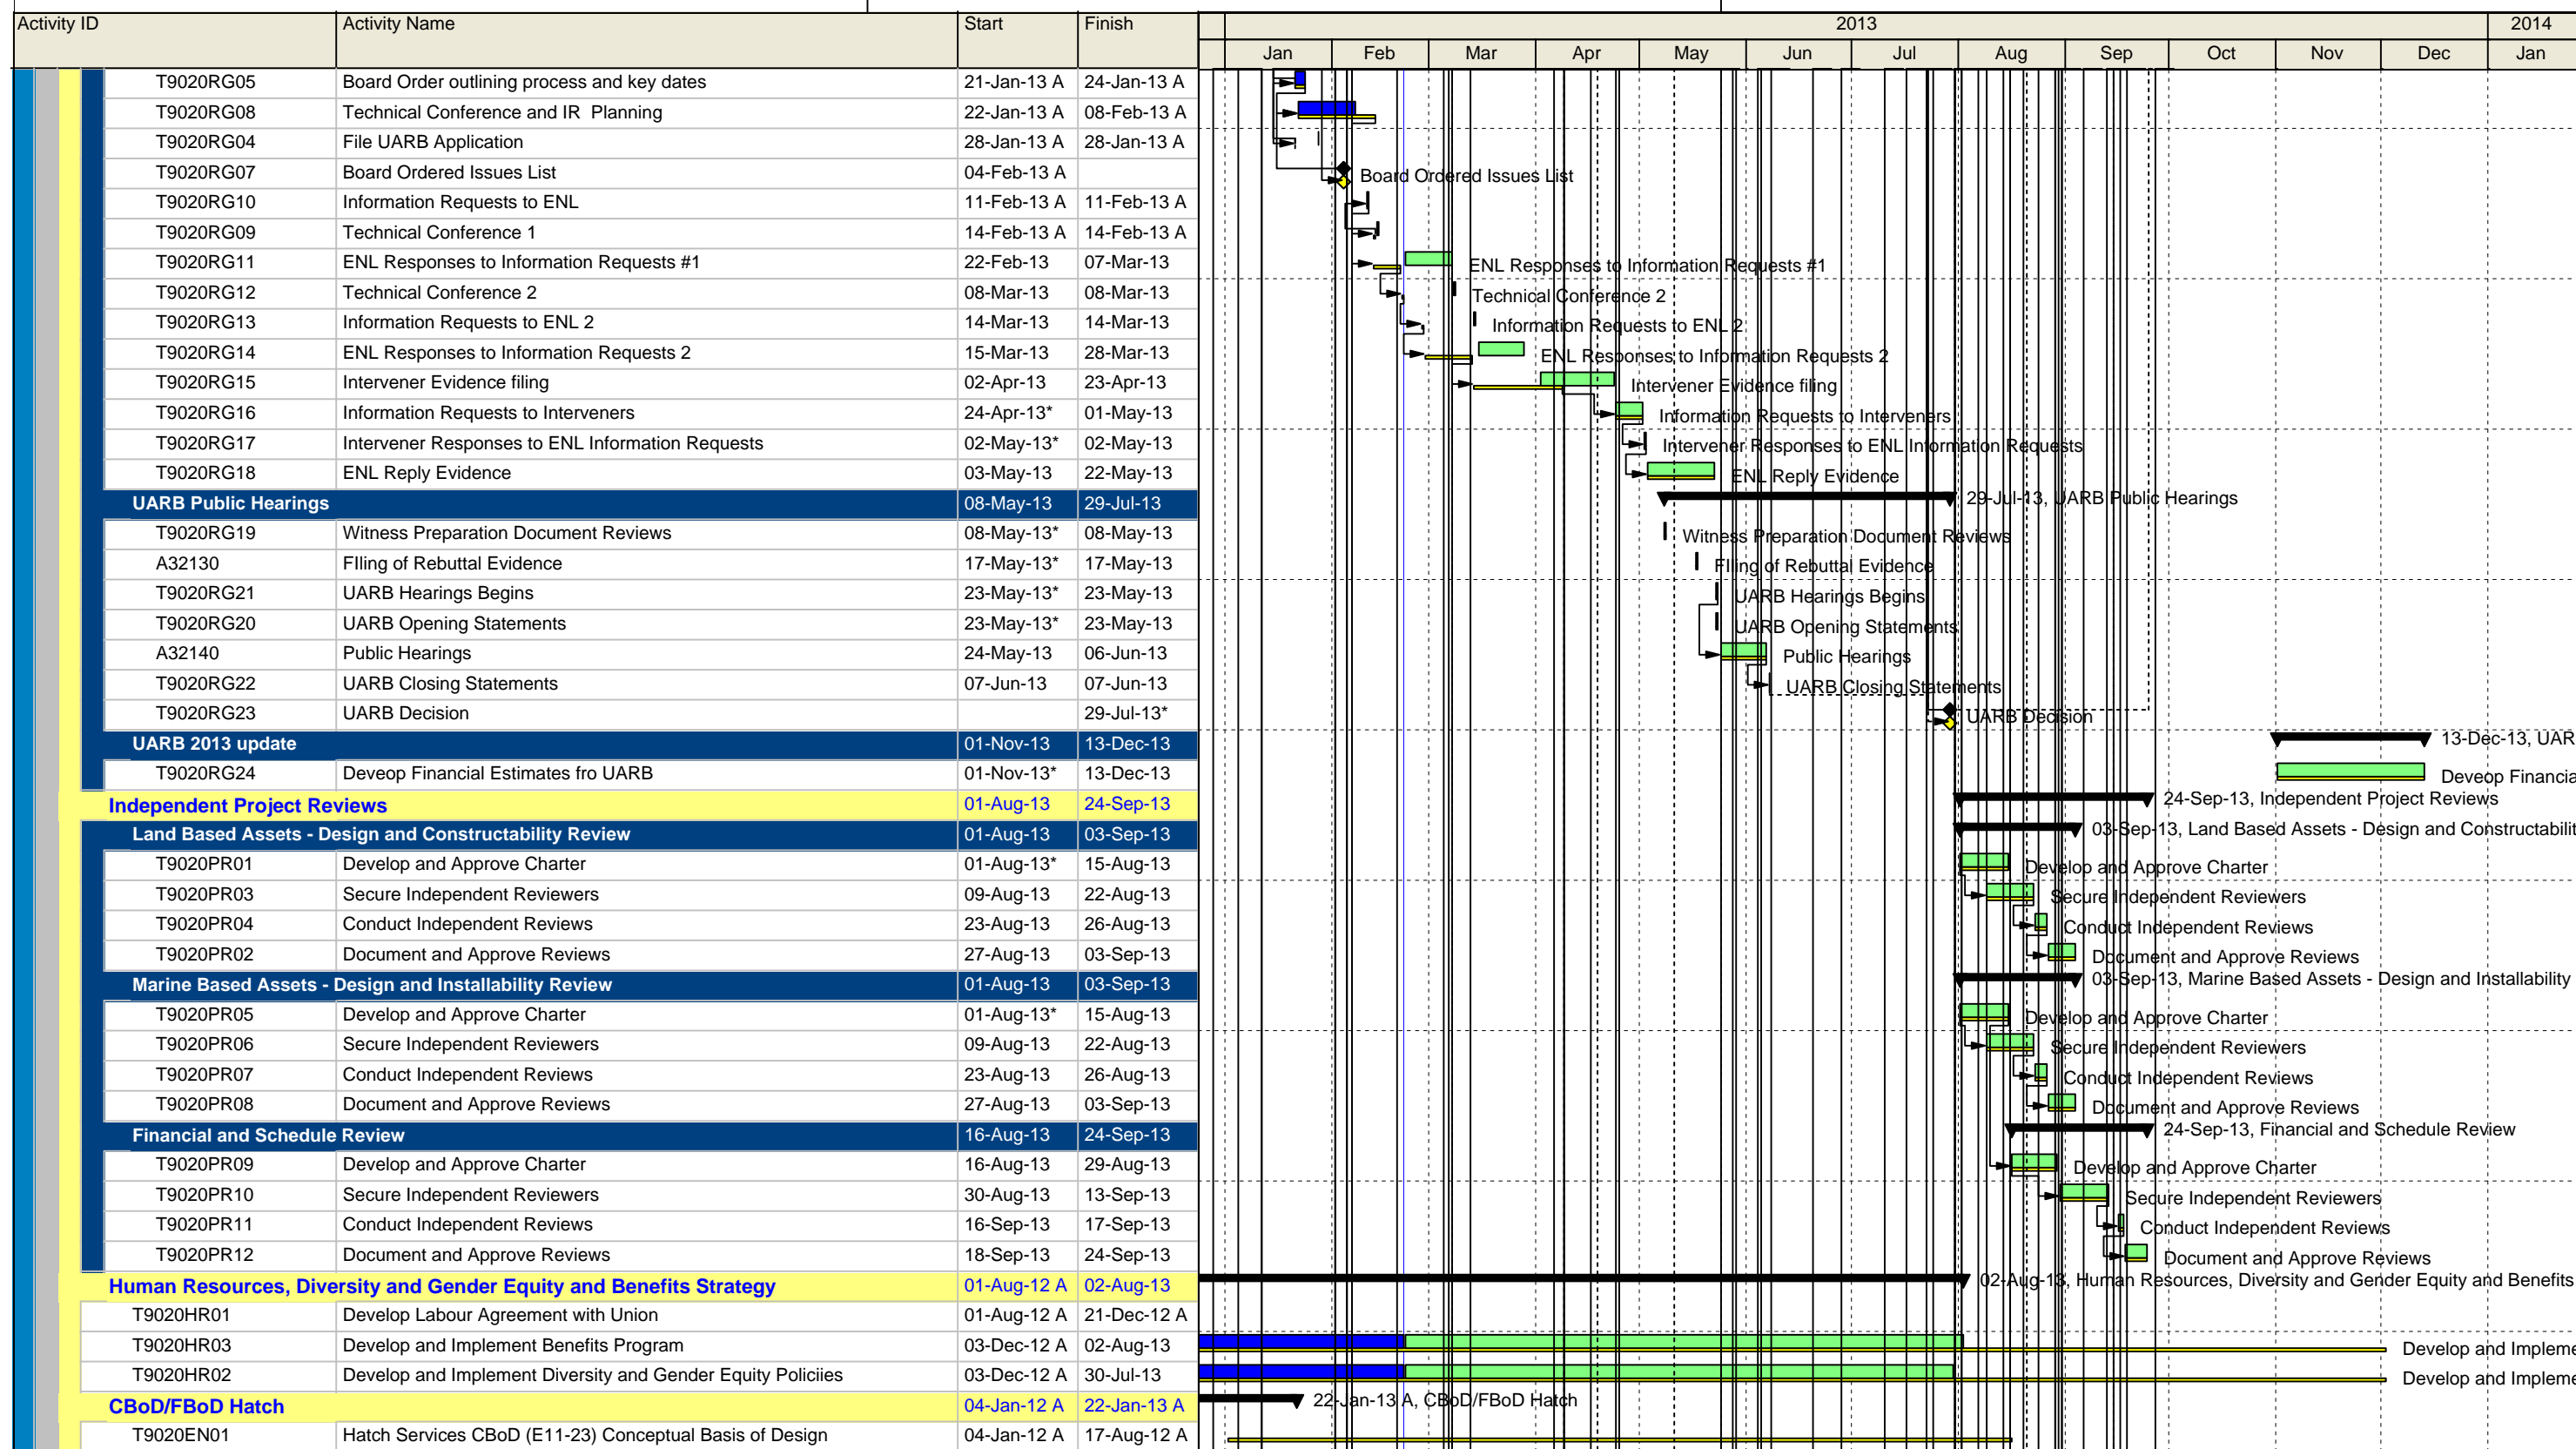 Activity ID Activity Name Start Finish 2013 2014
Jan Feb Mar Apr May Jun Jul Aug Sep Oct Nov Dec Jan
T9020RG05 Board Order outlining process and key dates 21-Jan-13 A 24-Jan-13 A
T9020RG08 Technical Conference and IR Planning 22-Jan-13 A 08-Feb-13 A
T9020RG04 File UARB Application 28-Jan-13 A 28-Jan-13 A
T9020RG07 Board Ordered Issues List 04-Feb-13 A Board Ordered Issues List
T9020RG10 Information Requests to ENL 11-Feb-13 A 11-Feb-13 A
T9020RG09 Technical Conference 1 14-Feb-13 A 14-Feb-13 A
T9020RG11 ENL Responses to Information Requests #1 22-Feb-13 07-Mar-13 ENL Responses to Information Requests #1
T9020RG12 Technical Conference 2 08-Mar-13 08-Mar-13 Technical Conference 2
T9020RG13 Information Requests to ENL 2 14-Mar-13 14-Mar-13 Information Requests to ENL 2
T9020RG14 ENL Responses to Information Requests 2 15-Mar-13 28-Mar-13 ENL Responses to Information Requests 2
T9020RG15 Intervener Evidence filing 02-Apr-13 23-Apr-13 Intervener Evidence filing
T9020RG16 Information Requests to Interveners 24-Apr-13* 01-May-13 Information Requests to Interveners
T9020RG17 Intervener Responses to ENL Information Requests 02-May-13* 02-May-13 Intervener Responses to ENL Information Requests
T9020RG18 ENL Reply Evidence 03-May-13 22-May-13 ENL Reply Evidence
UARB Public Hearings 08-May-13 29-Jul-13 29-Jul-13, UARB Public Hearings
T9020RG19 Witness Preparation Document Reviews 08-May-13* 08-May-13 Witness Preparation Document Reviews
A32130 FIling of Rebuttal Evidence 17-May-13* 17-May-13 FIling of Rebuttal Evidence
T9020RG21 UARB Hearings Begins 23-May-13* 23-May-13 UARB Hearings Begins
T9020RG20 UARB Opening Statements 23-May-13* 23-May-13 UARB Opening Statements
A32140 Public Hearings 24-May-13 06-Jun-13 Public Hearings
T9020RG22 UARB Closing Statements 07-Jun-13 07-Jun-13 UARB Closing Statements
T9020RG23 UARB Decision 29-Jul-13* UARB Decision
UARB 2013 update 01-Nov-13 13-Dec-13 13-Dec-13, UAR
T9020RG24 Deveop Financial Estimates fro UARB 01-Nov-13* 13-Dec-13 Deveop Financia
Independent Project Reviews 01-Aug-13 24-Sep-13 24-Sep-13, Independent Project Reviews
Land Based Assets - Design and Constructability Review 01-Aug-13 03-Sep-13 03-Sep-13, Land Based Assets - Design and Constructabilit
T9020PR01 Develop and Approve Charter 01-Aug-13* 15-Aug-13 Develop and Approve Charter
T9020PR03 Secure Independent Reviewers 09-Aug-13 22-Aug-13 Secure Independent Reviewers
T9020PR04 Conduct Independent Reviews 23-Aug-13 26-Aug-13 Conduct Independent Reviews
T9020PR02 Document and Approve Reviews 27-Aug-13 03-Sep-13 Document and Approve Reviews
Marine Based Assets - Design and Installability Review 01-Aug-13 03-Sep-13 03-Sep-13, Marine Based Assets - Design and Installability
T9020PR05 Develop and Approve Charter 01-Aug-13* 15-Aug-13 Develop and Approve Charter
T9020PR06 Secure Independent Reviewers 09-Aug-13 22-Aug-13 Secure Independent Reviewers
T9020PR07 Conduct Independent Reviews 23-Aug-13 26-Aug-13 Conduct Independent Reviews
T9020PR08 Document and Approve Reviews 27-Aug-13 03-Sep-13 Document and Approve Reviews
Financial and Schedule Review 16-Aug-13 24-Sep-13 24-Sep-13, Financial and Schedule Review
T9020PR09 Develop and Approve Charter 16-Aug-13 29-Aug-13 Develop and Approve Charter
T9020PR10 Secure Independent Reviewers 30-Aug-13 13-Sep-13 Secure Independent Reviewers
T9020PR11 Conduct Independent Reviews 16-Sep-13 17-Sep-13 Conduct Independent Reviews
T9020PR12 Document and Approve Reviews 18-Sep-13 24-Sep-13 Document and Approve Reviews
Human Resources, Diversity and Gender Equity and Benefits Strategy 01-Aug-12 A 02-Aug-13 02-Aug-13, Human Resources, Diversity and Gender Equity and Benefits
T9020HR01 Develop Labour Agreement with Union 01-Aug-12 A 21-Dec-12 A
T9020HR03 Develop and Implement Benefits Program 03-Dec-12 A 02-Aug-13 Develop and Impleme
T9020HR02 Develop and Implement Diversity and Gender Equity Policiies 03-Dec-12 A 30-Jul-13 Develop and Impleme
CBoD/FBoD Hatch 04-Jan-12 A 22-Jan-13 A 22-Jan-13 A, CBoD/FBoD Hatch
T9020EN01 Hatch Services CBoD (E11-23) Conceptual Basis of Design 04-Jan-12 A 17-Aug-12 A